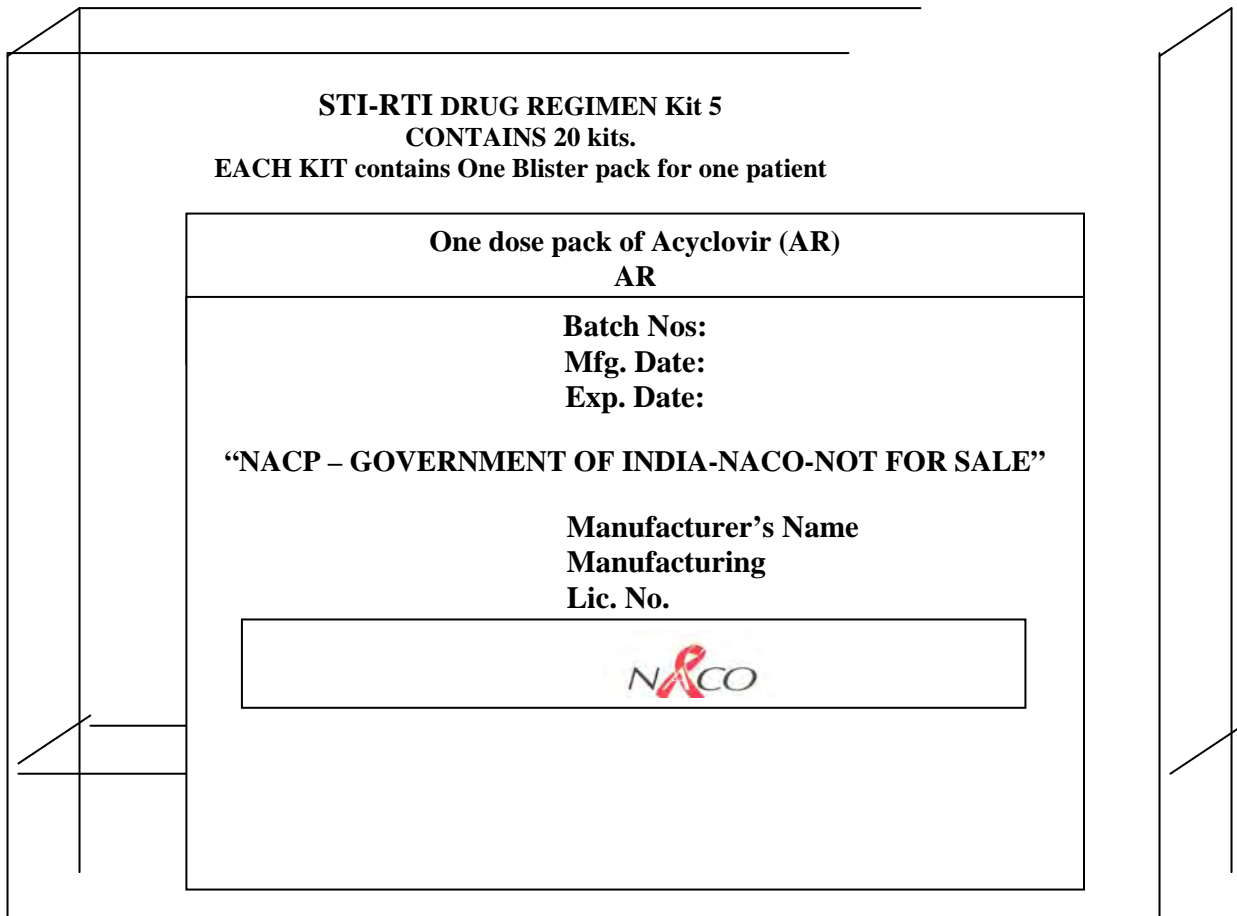 STI-RTI DRUG REGIMEN Kit 5
CONTAINS 20 kits.
EACH KIT contains One Blister pack for one patient
One dose pack of Acyclovir (AR)
AR
Batch Nos:
Mfg. Date:
Exp. Date:
“NACP – GOVERNMENT OF INDIA-NACO-NOT FOR SALE”
Manufacturer’s Name
Manufacturing
Lic. No.
NACO